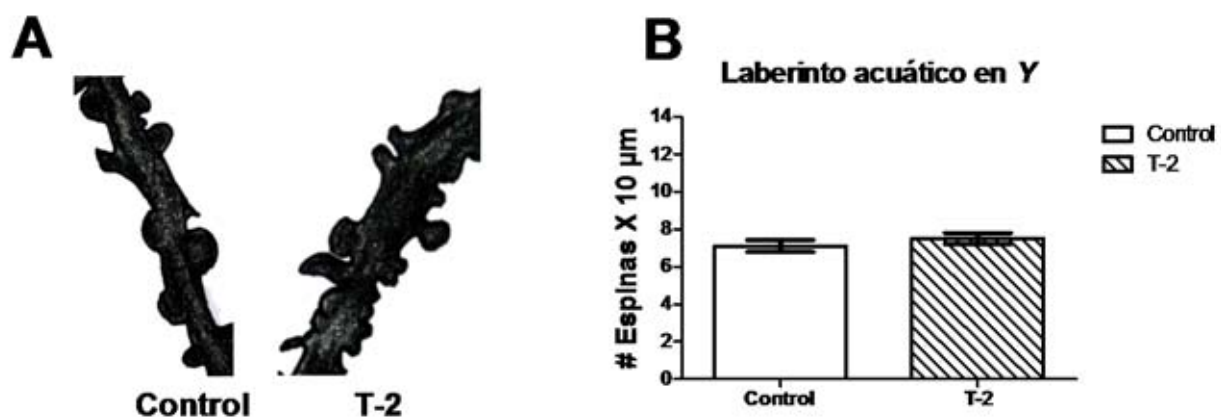 A
Control
T-2
B
Laberinto acuático en Y
# Espinas X 10 µm
14
12
10
8
6
4
2
0
Control
T-2
Control
T-2